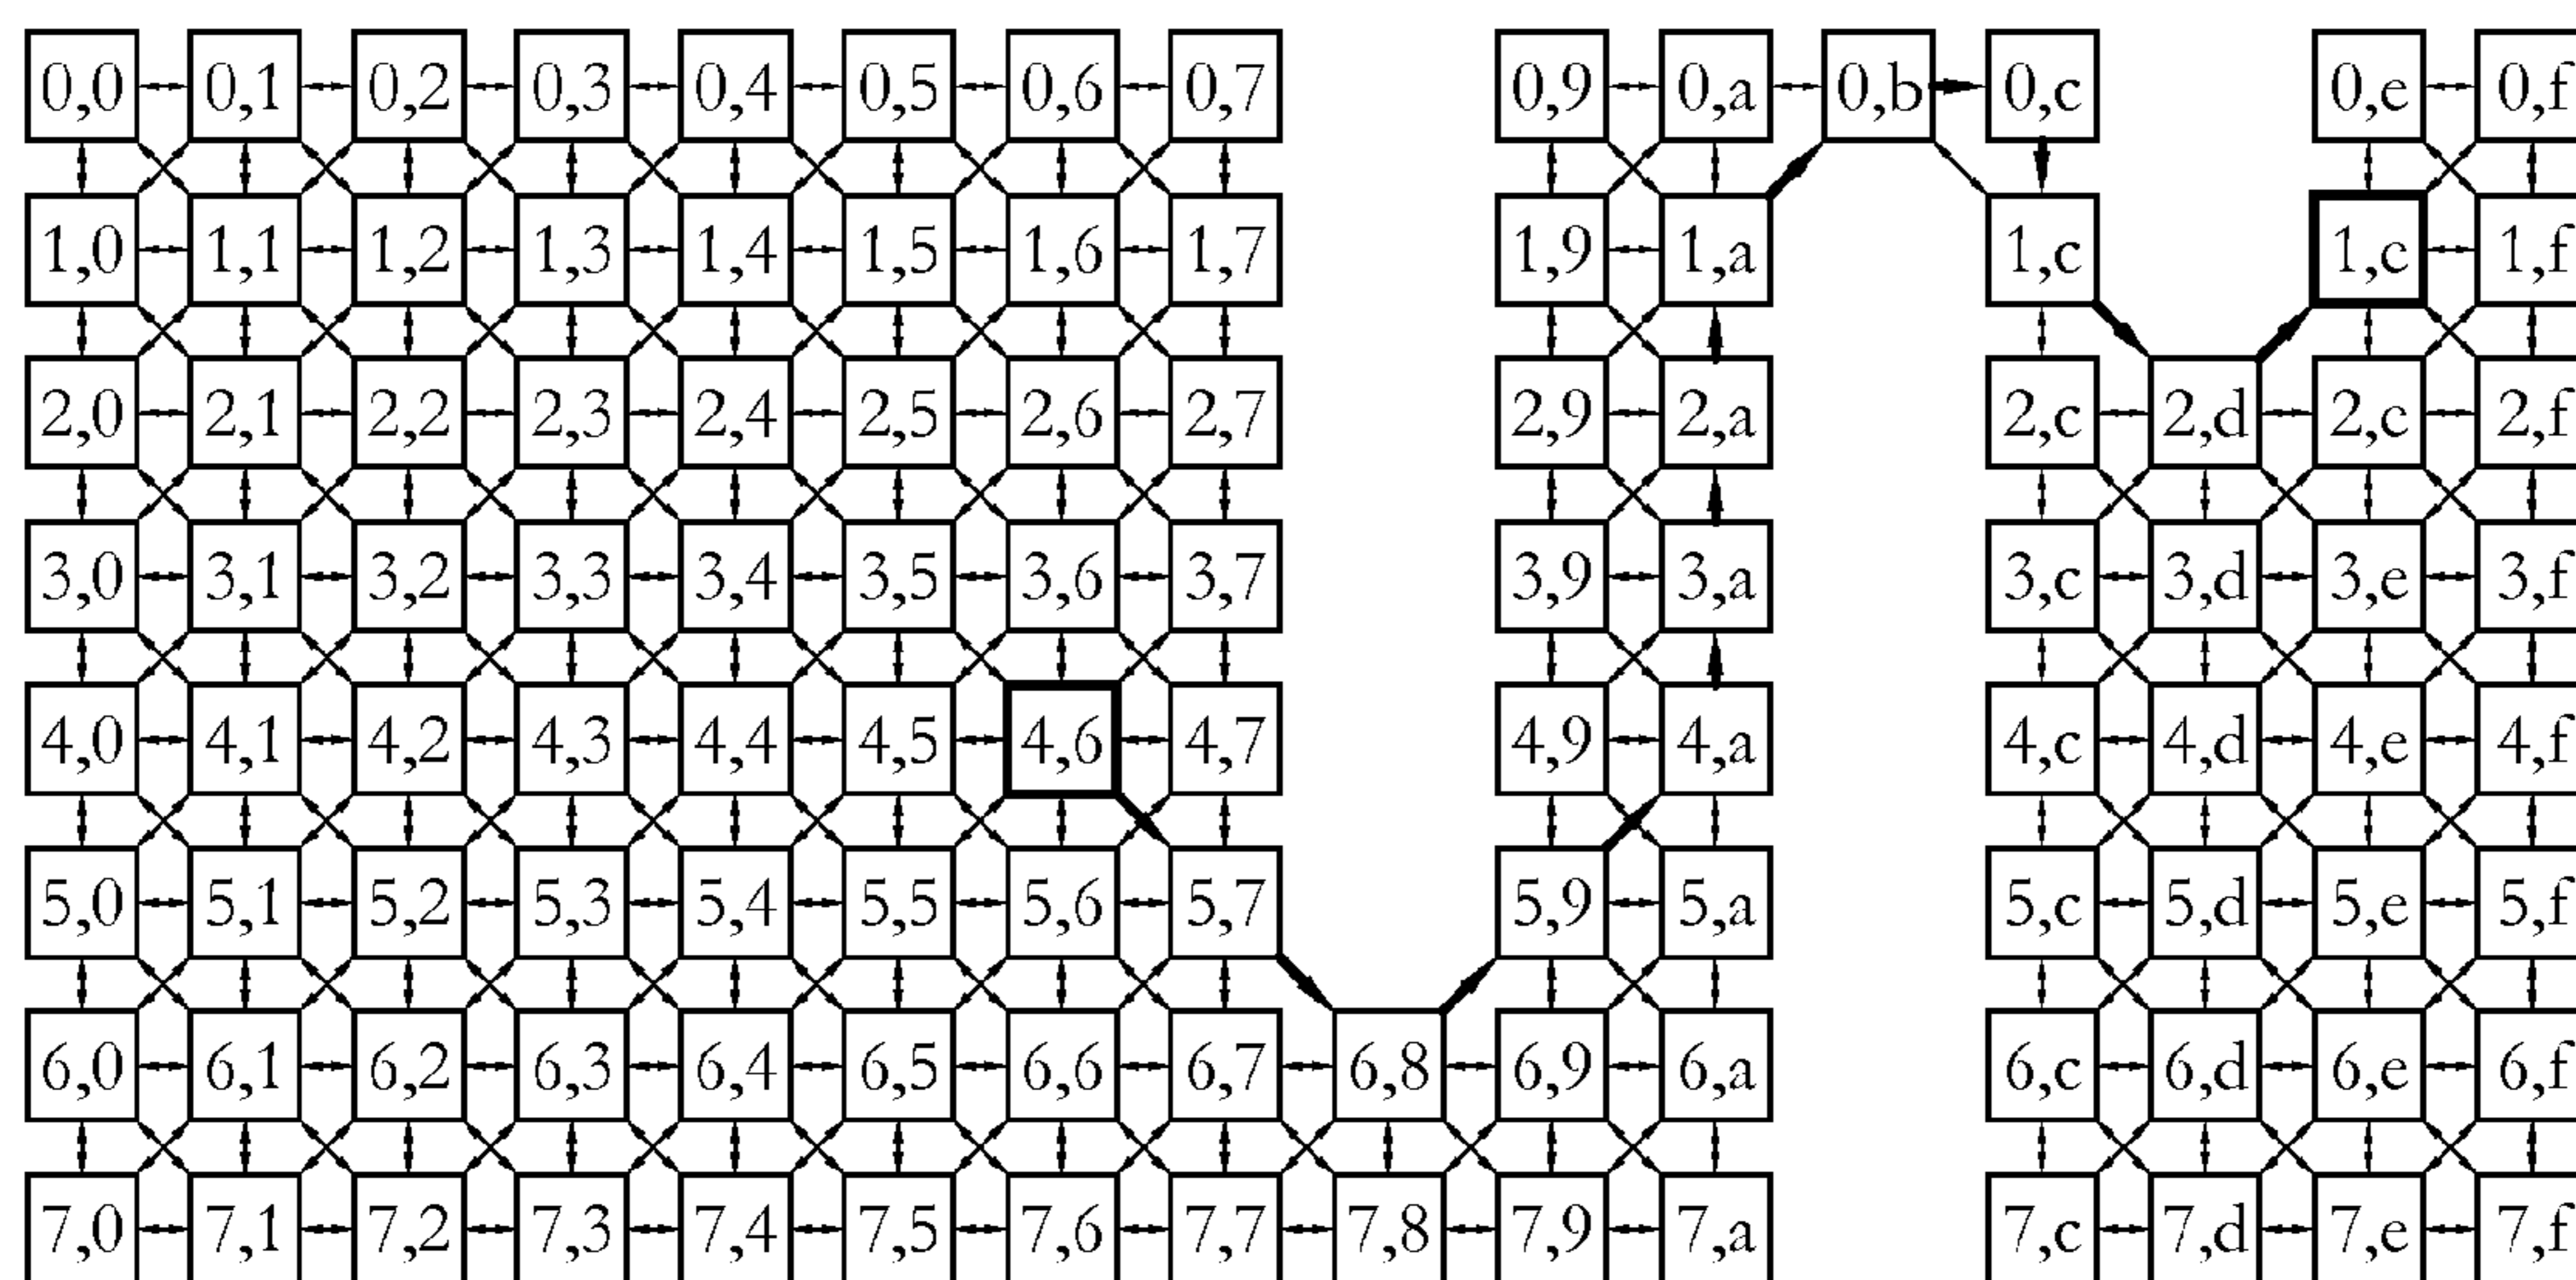 0,0 0,1 0,2 0,3 0,4 0,5 0,6 0,7 0,9 0,a 0,b 0,c 0,e 0,f
1,0 1,1 1,2 1,3 1,4 1,5 1,6 1,7 1,9 1,a 1,c 1,c 1,f
2,0 2,1 2,2 2,3 2,4 2,5 2,6 2,7 2,9 2,a 2,c 2,d 2,c 2,f
3,0 3,1 3,2 3,3 3,4 3,5 3,6 3,7 3,9 3,a 3,c 3,d 3,e 3,f
4,0 4,1 4,2 4,3 4,4 4,5 4,6 4,7 4,9 4,a 4,c 4,d 4,e 4,f
5,0 5,1 5,2 5,3 5,4 5,5 5,6 5,7 5,9 5,a 5,c 5,d 5,e 5,f
6,0 6,1 6,2 6,3 6,4 6,5 6,6 6,7 6,8 6,9 6,a 6,c 6,d 6,e 6,f
7,0 7,1 7,2 7,3 7,4 7,5 7,6 7,7 7,8 7,9 7,a 7,c 7,d 7,e 7,f